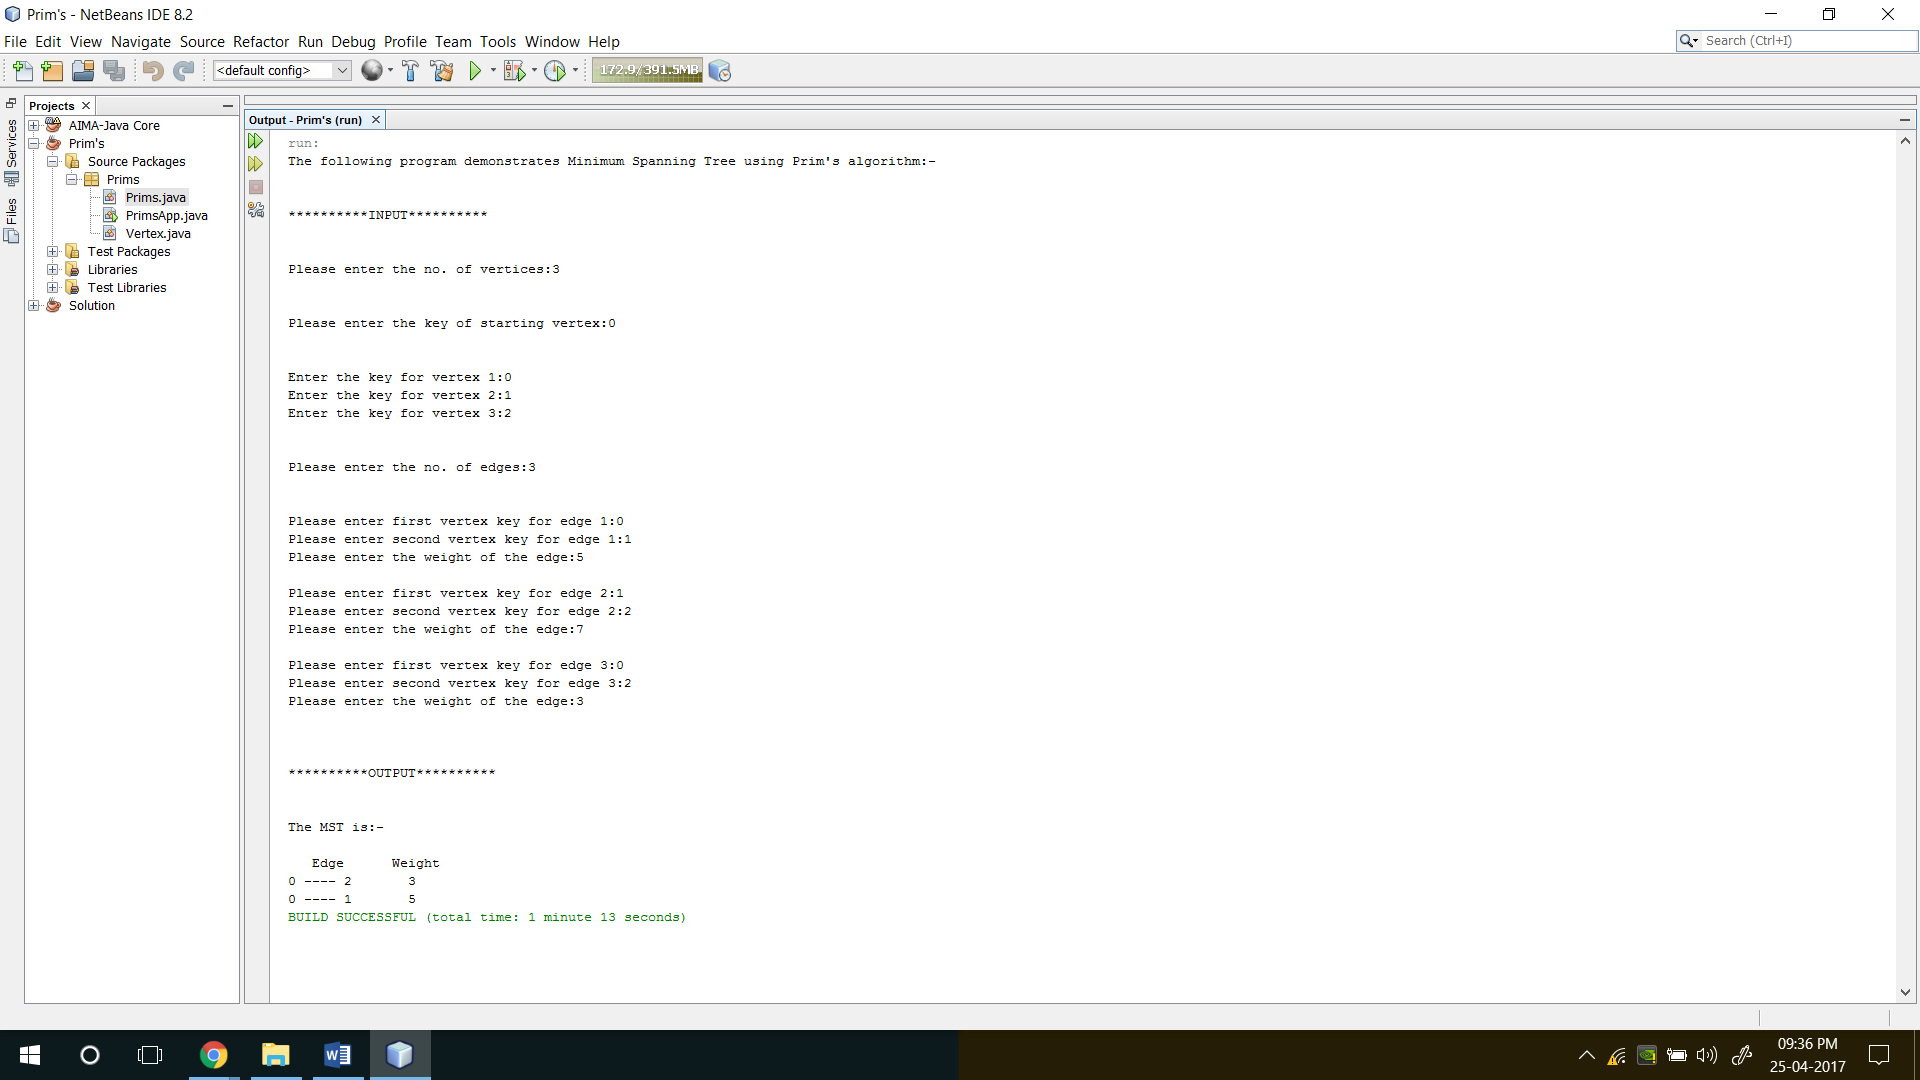 Prim's - NetBeans IDE 8.2
File Edit View Navigate Source Refactor Run Debug Profile Team Tools Window Help
Search (Ctrl+I)
<default config>
172.9/391.5MB
Services
Files
Projects
AIMA-Java Core
Prim's
Source Packages
Prims
Prims.java
PrimsApp.java
Vertex.java
Test Packages
Libraries
Test Libraries
Solution
Output - Prim's (run)
run:
The following program demonstrates Minimum Spanning Tree using Prim's algorithm:-
**********INPUT**********
Please enter the no. of vertices:3
Please enter the key of starting vertex:0
Enter the key for vertex 1:0
Enter the key for vertex 2:1
Enter the key for vertex 3:2
Please enter the no. of edges:3
Please enter first vertex key for edge 1:0
Please enter second vertex key for edge 1:1
Please enter the weight of the edge:5
Please enter first vertex key for edge 2:1
Please enter second vertex key for edge 2:2
Please enter the weight of the edge:7
Please enter first vertex key for edge 3:0
Please enter second vertex key for edge 3:2
Please enter the weight of the edge:3
**********OUTPUT**********
The MST is:-
Edge Weight
0 ---- 2 3
0 ---- 1 5
BUILD SUCCESSFUL (total time: 1 minute 13 seconds)
09:36 PM
25-04-2017